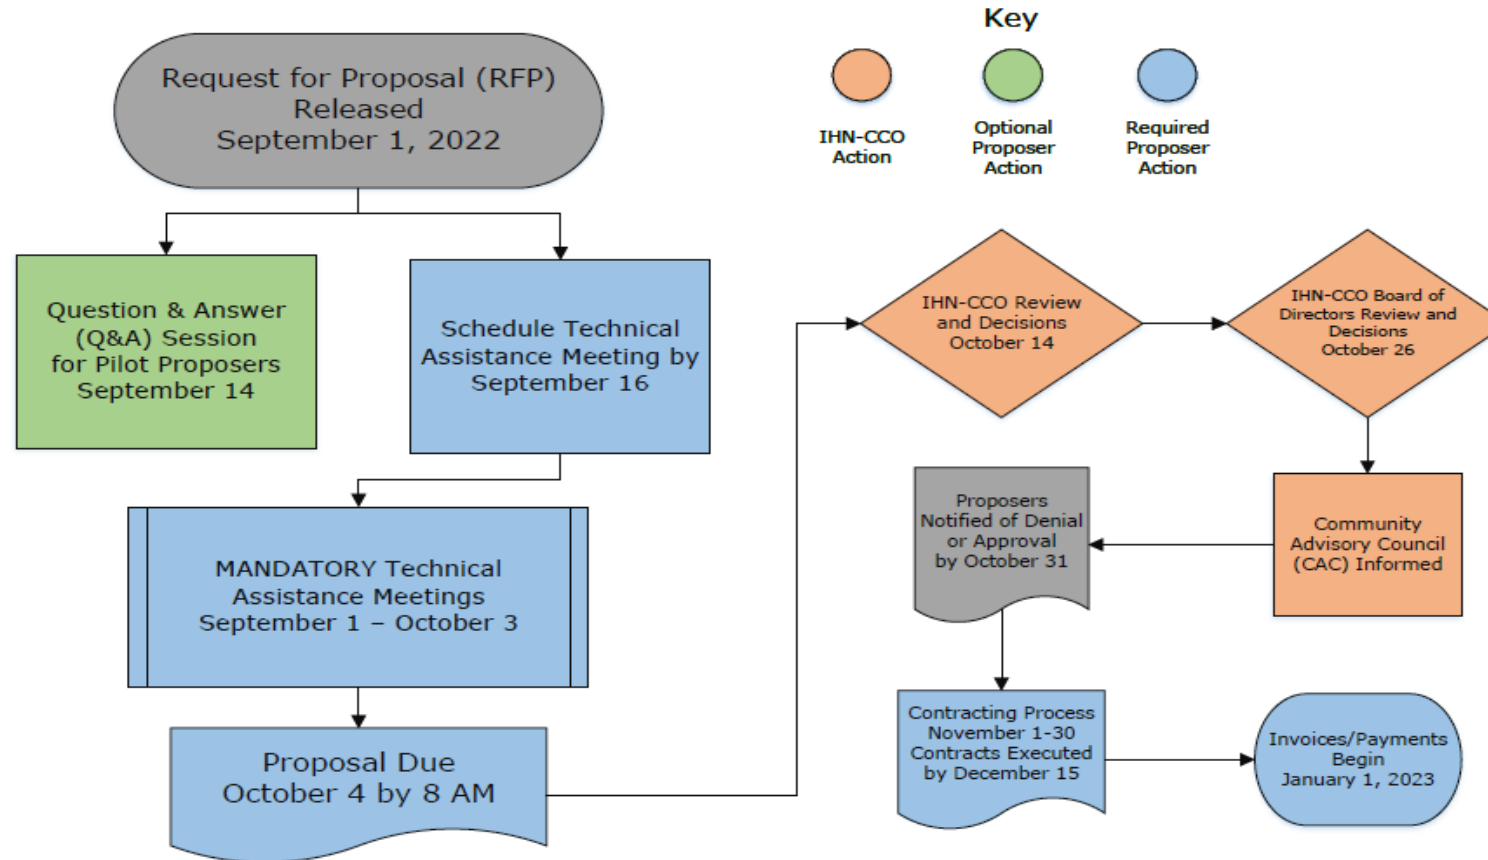 Request for Proposal (RFP)
Released
September 1, 2022
Question & Answer
(Q&A) Session
for Pilot Proposers
September 14
Schedule Technical
Assistance Meeting by
September 16
MANDATORY Technical
Assistance Meetings
September 1 – October 3
Proposal Due
October 4 by 8 AM
Key
IHN-CCO
Action
Optional
Proposer
Action
Required
Proposer
Action
IHN-CCO Review
and Decisions
October 14
IHN-CCO Board of
Directors Review and
Decisions
October 26
Community
Advisory Council
(CAC) Informed
Proposers
Notified of Denial
or Approval
by October 31
Contracting Process
November 1-30
Contracts Executed
by December 15
Invoices/Payments
Begin
January 1, 2023